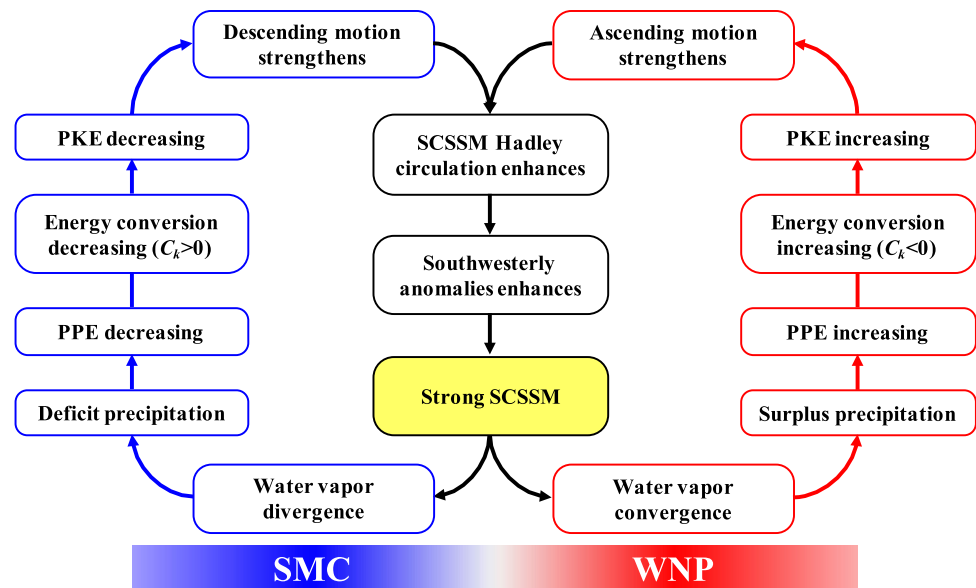 Descending motion
strengthens
Ascending motion
strengthens
PKE decreasing
SCSSM Hadley
circulation enhances
PKE increasing
Energy conversion
decreasing (Cₖ>0)
Southwesterly
anomalies enhances
Energy conversion
increasing (Cₖ<0)
PPE decreasing
PPE increasing
Strong SCSSM
Deficit precipitation
Surplus precipitation
Water vapor
divergence
Water vapor
convergence
SMC
WNP